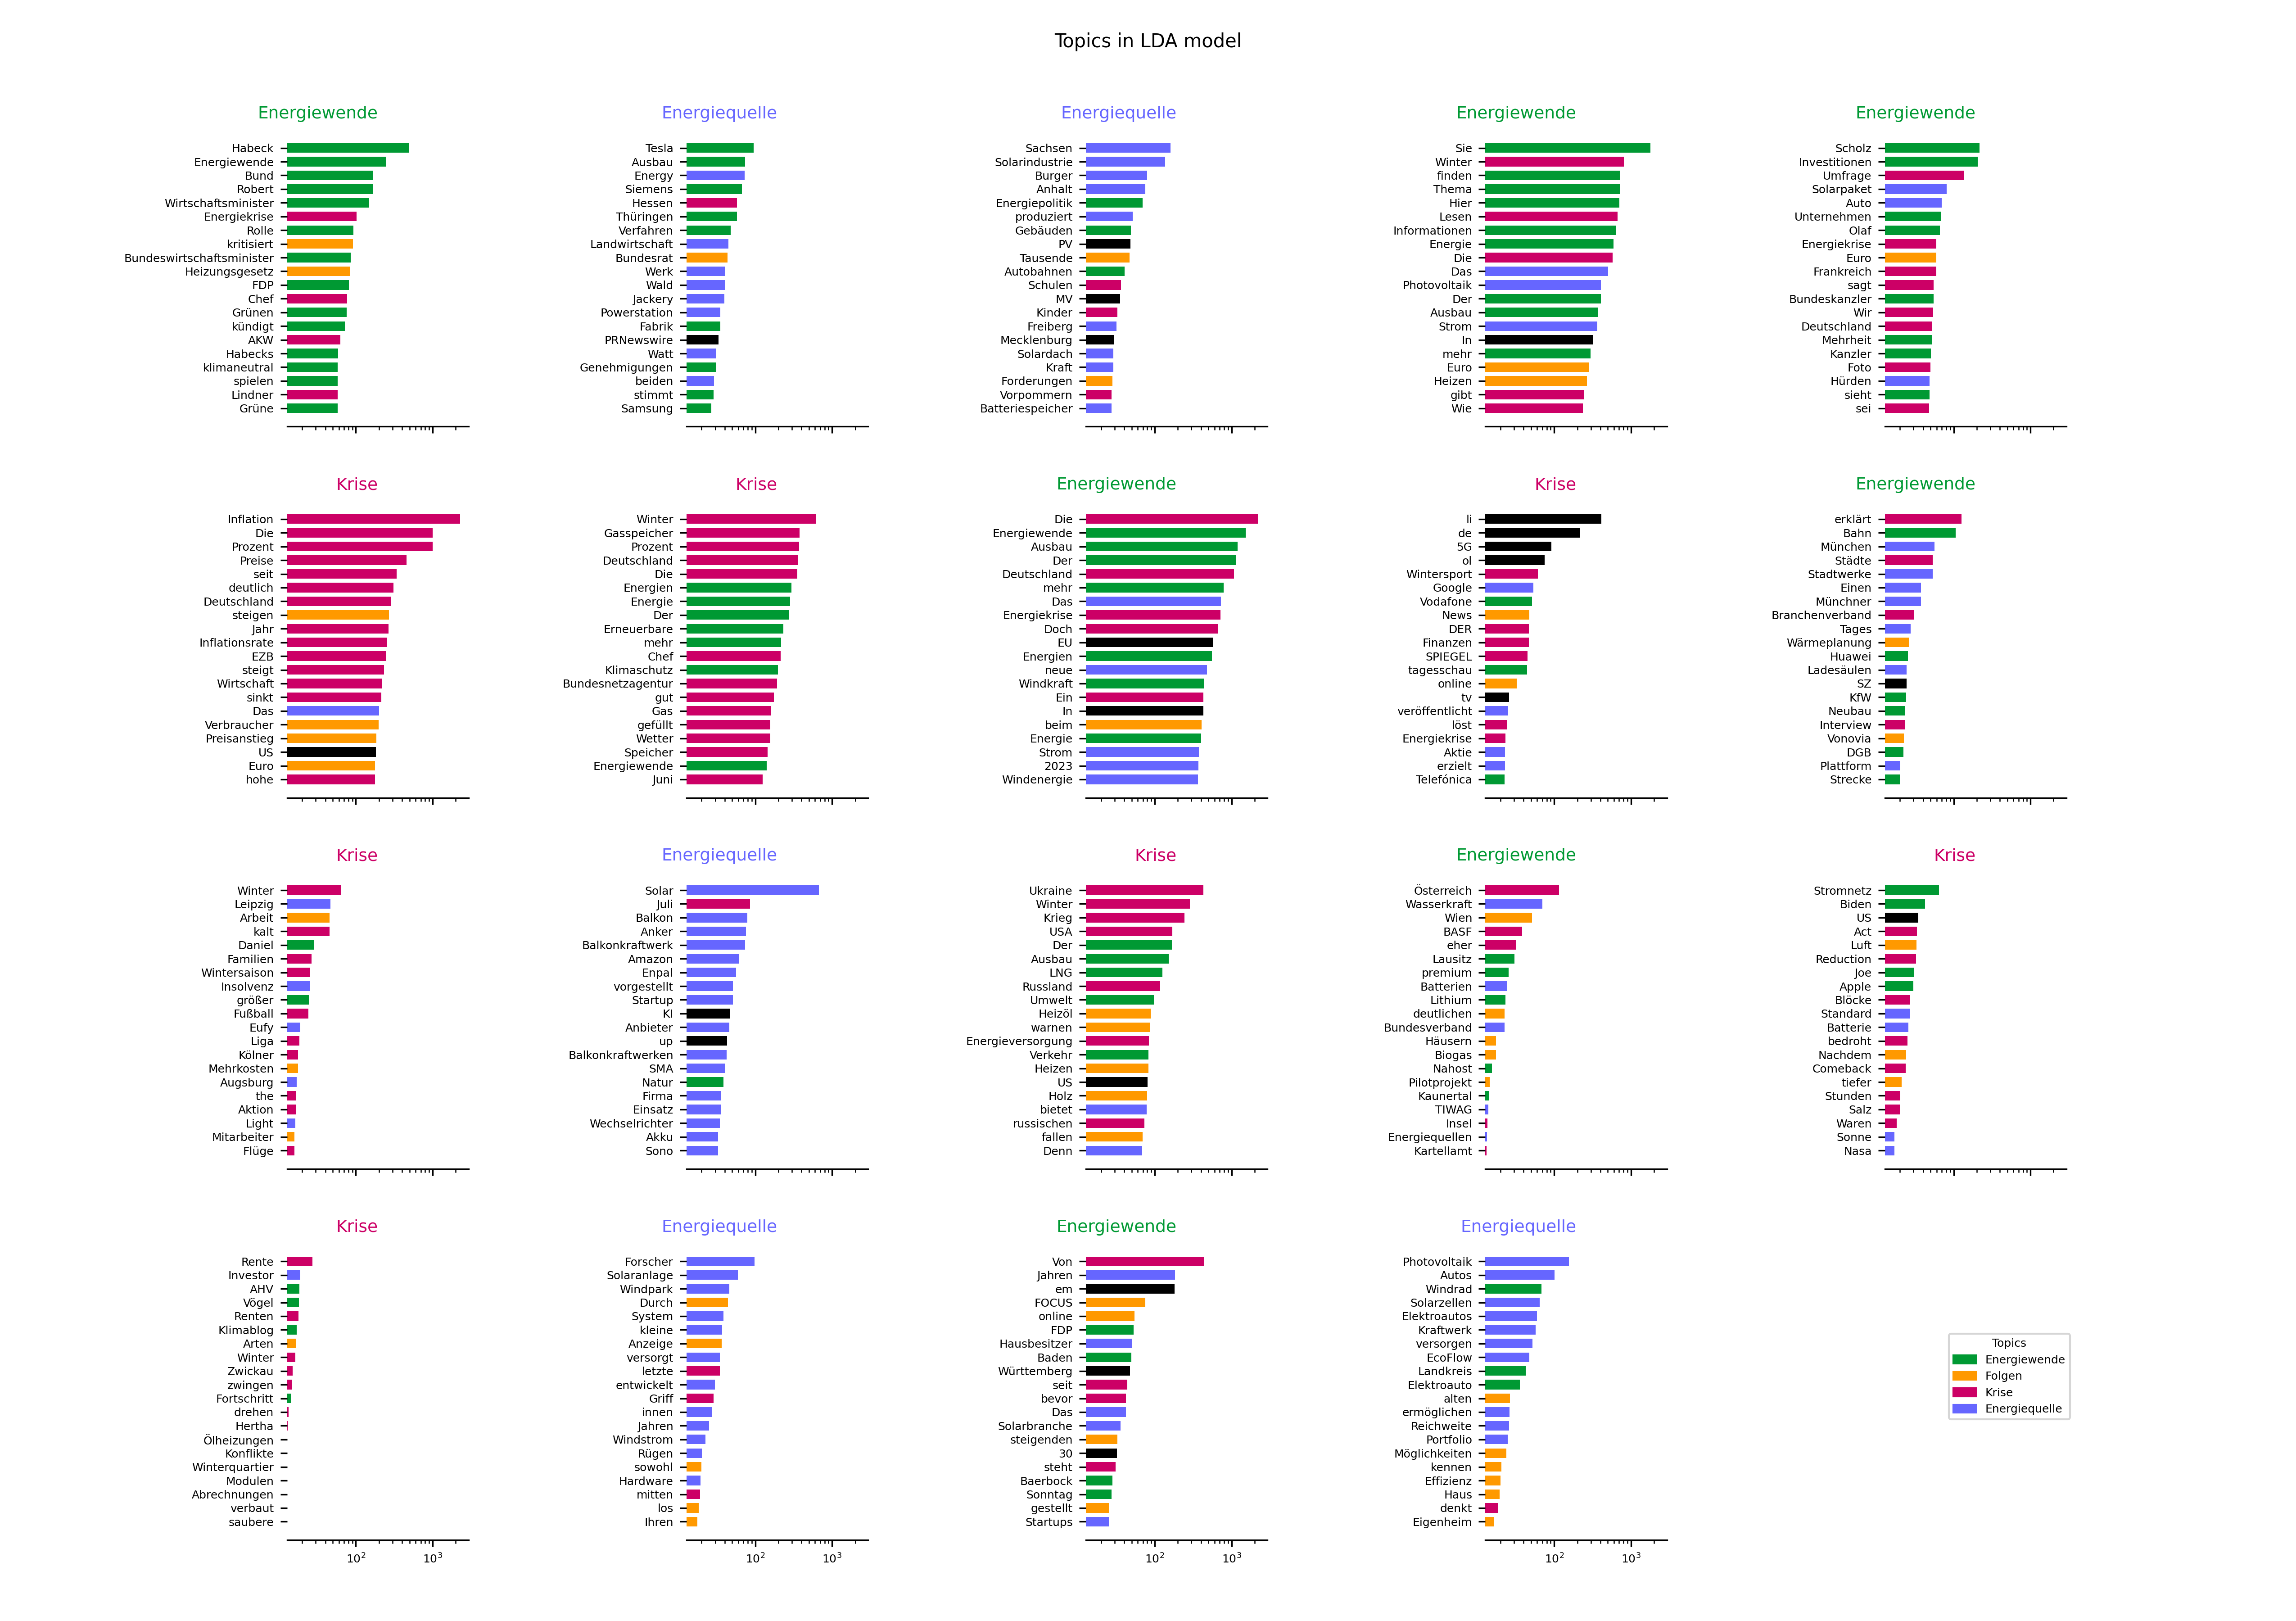 Topics in LDA model
Energiewende
Habeck
Energiewende
Bund
Robert
Wirtschaftsminister
Energiekrise
Rolle
kritisiert
Bundeswirtschaftsminister
Heizungsgesetz
FDP
Chef
Grünen
kündigt
AKW
Habecks
klimaneutral
spielen
Lindner
Grüne
Energiequelle
Tesla
Ausbau
Energy
Siemens
Hessen
Thüringen
Verfahren
Landwirtschaft
Bundesrat
Werk
Wald
Jackery
Powerstation
Fabrik
PRNewswire
Watt
Genehmigungen
beiden
stimmt
Samsung
Energiequelle
Sachsen
Solarindustrie
Burger
Anhalt
Energiepolitik
produziert
Gebäuden
PV
Tausende
Autobahnen
Schulen
MV
Kinder
Freiberg
Mecklenburg
Solardach
Kraft
Forderungen
Vorpommern
Batteriespeicher
Energiewende
Sie
Winter
finden
Thema
Hier
Lesen
Informationen
Energie
Die
Das
Photovoltaik
Der
Ausbau
Strom
In
mehr
Euro
Heizen
gibt
Wie
Energiewende
Scholz
Investitionen
Umfrage
Solarpaket
Auto
Unternehmen
Olaf
Energiekrise
Euro
Frankreich
sagt
Bundeskanzler
Wir
Deutschland
Mehrheit
Kanzler
Foto
Hürden
sieht
sei
Krise
Inflation
Die
Prozent
Preise
seit
deutlich
Deutschland
steigen
Jahr
Inflationsrate
EZB
steigt
Wirtschaft
sinkt
Das
Verbraucher
Preisanstieg
US
Euro
hohe
Krise
Winter
Gasspeicher
Prozent
Deutschland
Die
Energien
Energie
Der
Erneuerbare
mehr
Chef
Klimaschutz
Bundesnetzagentur
gut
Gas
gefüllt
Wetter
Speicher
Energiewende
Juni
Energiewende
Die
Energiewende
Ausbau
Der
Deutschland
mehr
Das
Energiekrise
Doch
EU
Energien
neue
Windkraft
Ein
In
beim
Energie
Strom
2023
Windenergie
Krise
li
de
5G
ol
Wintersport
Google
Vodafone
News
DER
Finanzen
SPIEGEL
tagesschau
online
tv
veröffentlicht
löst
Energiekrise
Aktie
erzielt
Telefónica
Energiewende
erklärt
Bahn
München
Städte
Stadtwerke
Einen
Münchner
Branchenverband
Tages
Wärmeplanung
Huawei
Ladesäulen
SZ
KfW
Neubau
Interview
Vonovia
DGB
Plattform
Strecke
Krise
Winter
Leipzig
Arbeit
kalt
Daniel
Familien
Wintersaison
Insolvenz
größer
Fußball
Eufy
Liga
Kölner
Mehrkosten
Augsburg
the
Aktion
Light
Mitarbeiter
Flüge
Energiequelle
Solar
Juli
Balkon
Anker
Balkonkraftwerk
Amazon
Enpal
vorgestellt
Startup
KI
Anbieter
up
Balkonkraftwerken
SMA
Natur
Firma
Einsatz
Wechselrichter
Akku
Sono
Krise
Ukraine
Winter
Krieg
USA
Der
Ausbau
LNG
Russland
Umwelt
Heizöl
warnen
Energieversorgung
Verkehr
Heizen
US
Holz
bietet
russischen
fallen
Denn
Energiewende
Österreich
Wasserkraft
Wien
BASF
eher
Lausitz
premium
Batterien
Lithium
deutlichen
Bundesverband
Häusern
Biogas
Nahost
Pilotprojekt
Kaunertal
TIWAG
Insel
Energiequellen
Kartellamt
Krise
Stromnetz
Biden
US
Act
Luft
Reduction
Joe
Apple
Blöcke
Standard
Batterie
bedroht
Nachdem
Comeback
tiefer
Stunden
Salz
Waren
Sonne
Nasa
Krise
Rente
Investor
AHV
Vögel
Renten
Klimablog
Arten
Winter
Zwickau
zwingen
Fortschritt
drehen
Hertha
Ölheizungen
Konflikte
Winterquartier
Modulen
Abrechnungen
verbaut
saubere
10² 10³
Energiequelle
Forscher
Solaranlage
Windpark
Durch
System
kleine
Anzeige
versorgt
letzte
entwickelt
Griff
innen
Jahren
Windstrom
Rügen
sowohl
Hardware
mitten
los
Ihren
10² 10³
Energiewende
Von
Jahren
em
FOCUS
online
FDP
Hausbesitzer
Baden
Württemberg
seit
bevor
Das
Solarbranche
steigenden
30
steht
Baerbock
Sonntag
gestellt
Startups
10² 10³
Energiequelle
Photovoltaik
Autos
Windrad
Solarzellen
Elektroautos
Kraftwerk
versorgen
EcoFlow
Landkreis
Elektroauto
alten
ermöglichen
Reichweite
Portfolio
Möglichkeiten
kennen
Effizienz
Haus
denkt
Eigenheim
10² 10³
Topics
Energiewende
Folgen
Krise
Energiequelle